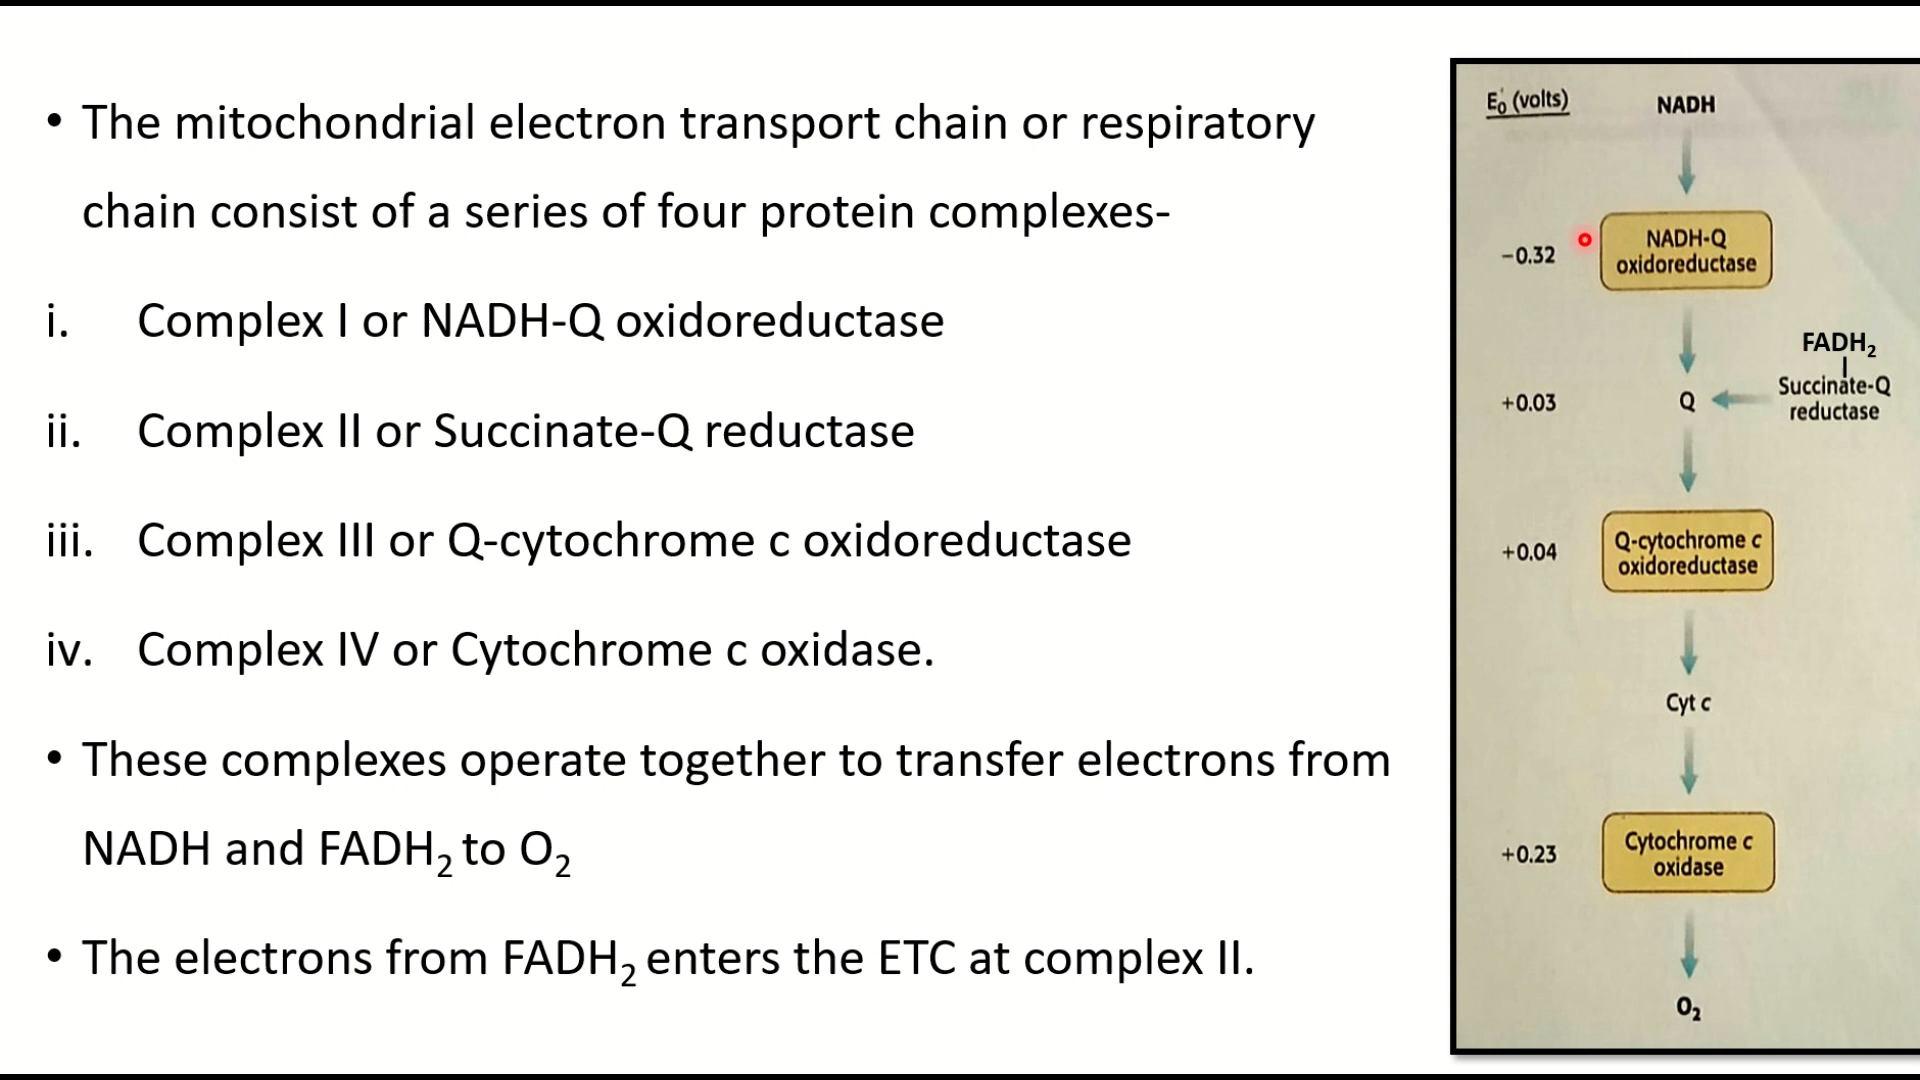 • The mitochondrial electron transport chain or respiratory
chain consist of a series of four protein complexes-
i. Complex I or NADH-Q oxidoreductase
ii. Complex II or Succinate-Q reductase
iii. Complex III or Q-cytochrome c oxidoreductase
iv. Complex IV or Cytochrome c oxidase.
• These complexes operate together to transfer electrons from
NADH and FADH₂ to O₂
• The electrons from FADH₂ enters the ETC at complex II.
E₀′ (volts)
NADH
−0.32
NADH-Q
oxidoreductase
FADH₂
Succinate-Q
reductase
+0.03
Q
+0.04
Q-cytochrome c
oxidoreductase
Cyt c
+0.23
Cytochrome c
oxidase
O₂